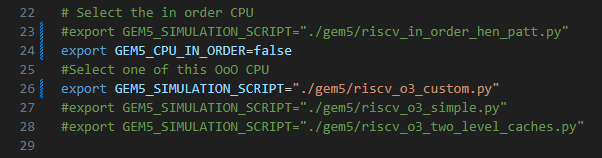 22 # Select the in order CPU
23 #export GEM5_SIMULATION_SCRIPT="./gem5/riscv_in_order_hen_patt.py"
24 export GEM5_CPU_IN_ORDER=false
25 #Select one of this OoO CPU
26 export GEM5_SIMULATION_SCRIPT="./gem5/riscv_o3_custom.py"
27 #export GEM5_SIMULATION_SCRIPT="./gem5/riscv_o3_simple.py"
28 #export GEM5_SIMULATION_SCRIPT="./gem5/riscv_o3_two_level_caches.py"
29